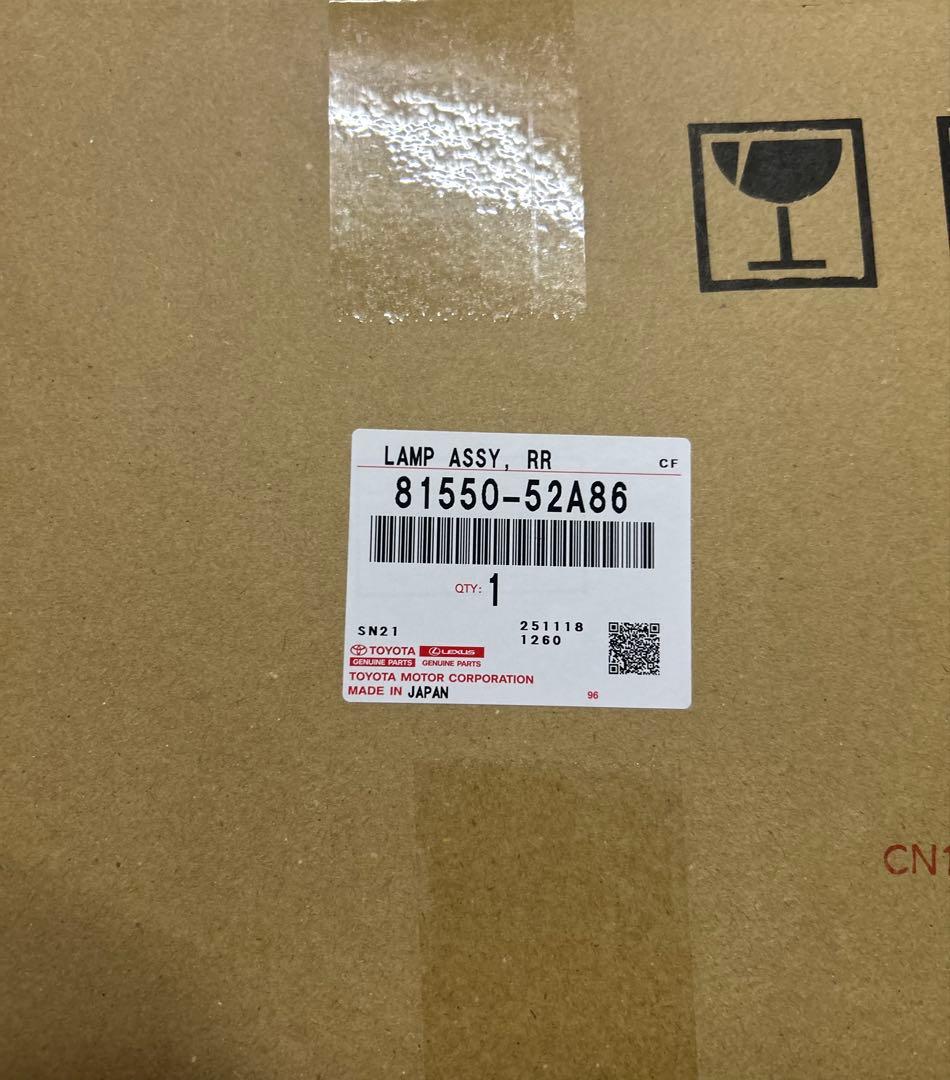 LAMP ASSY, RR
CF
81550-52A86
QTY: 1
SN21
251118
1260
TOYOTA LEXUS
GENUINE PARTS GENUINE PARTS
TOYOTA MOTOR CORPORATION
MADE IN JAPAN
96
CN1